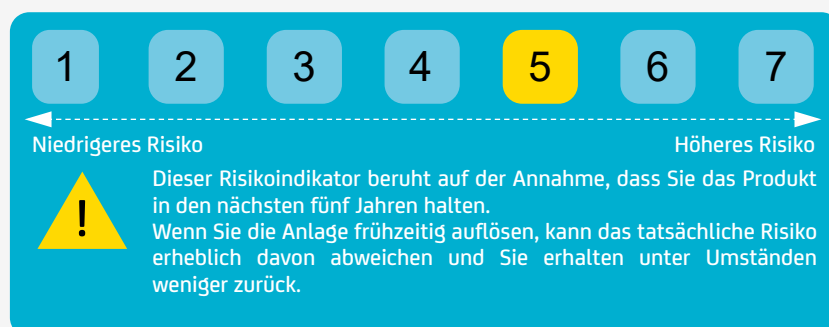 1 2 3 4 5 6 7
Niedrigeres Risiko Höheres Risiko
! Dieser Risikoindikator beruht auf der Annahme, dass Sie das Produkt
in den nächsten fünf Jahren halten.
Wenn Sie die Anlage frühzeitig auflösen, kann das tatsächliche Risiko
erheblich davon abweichen und Sie erhalten unter Umständen
weniger zurück.